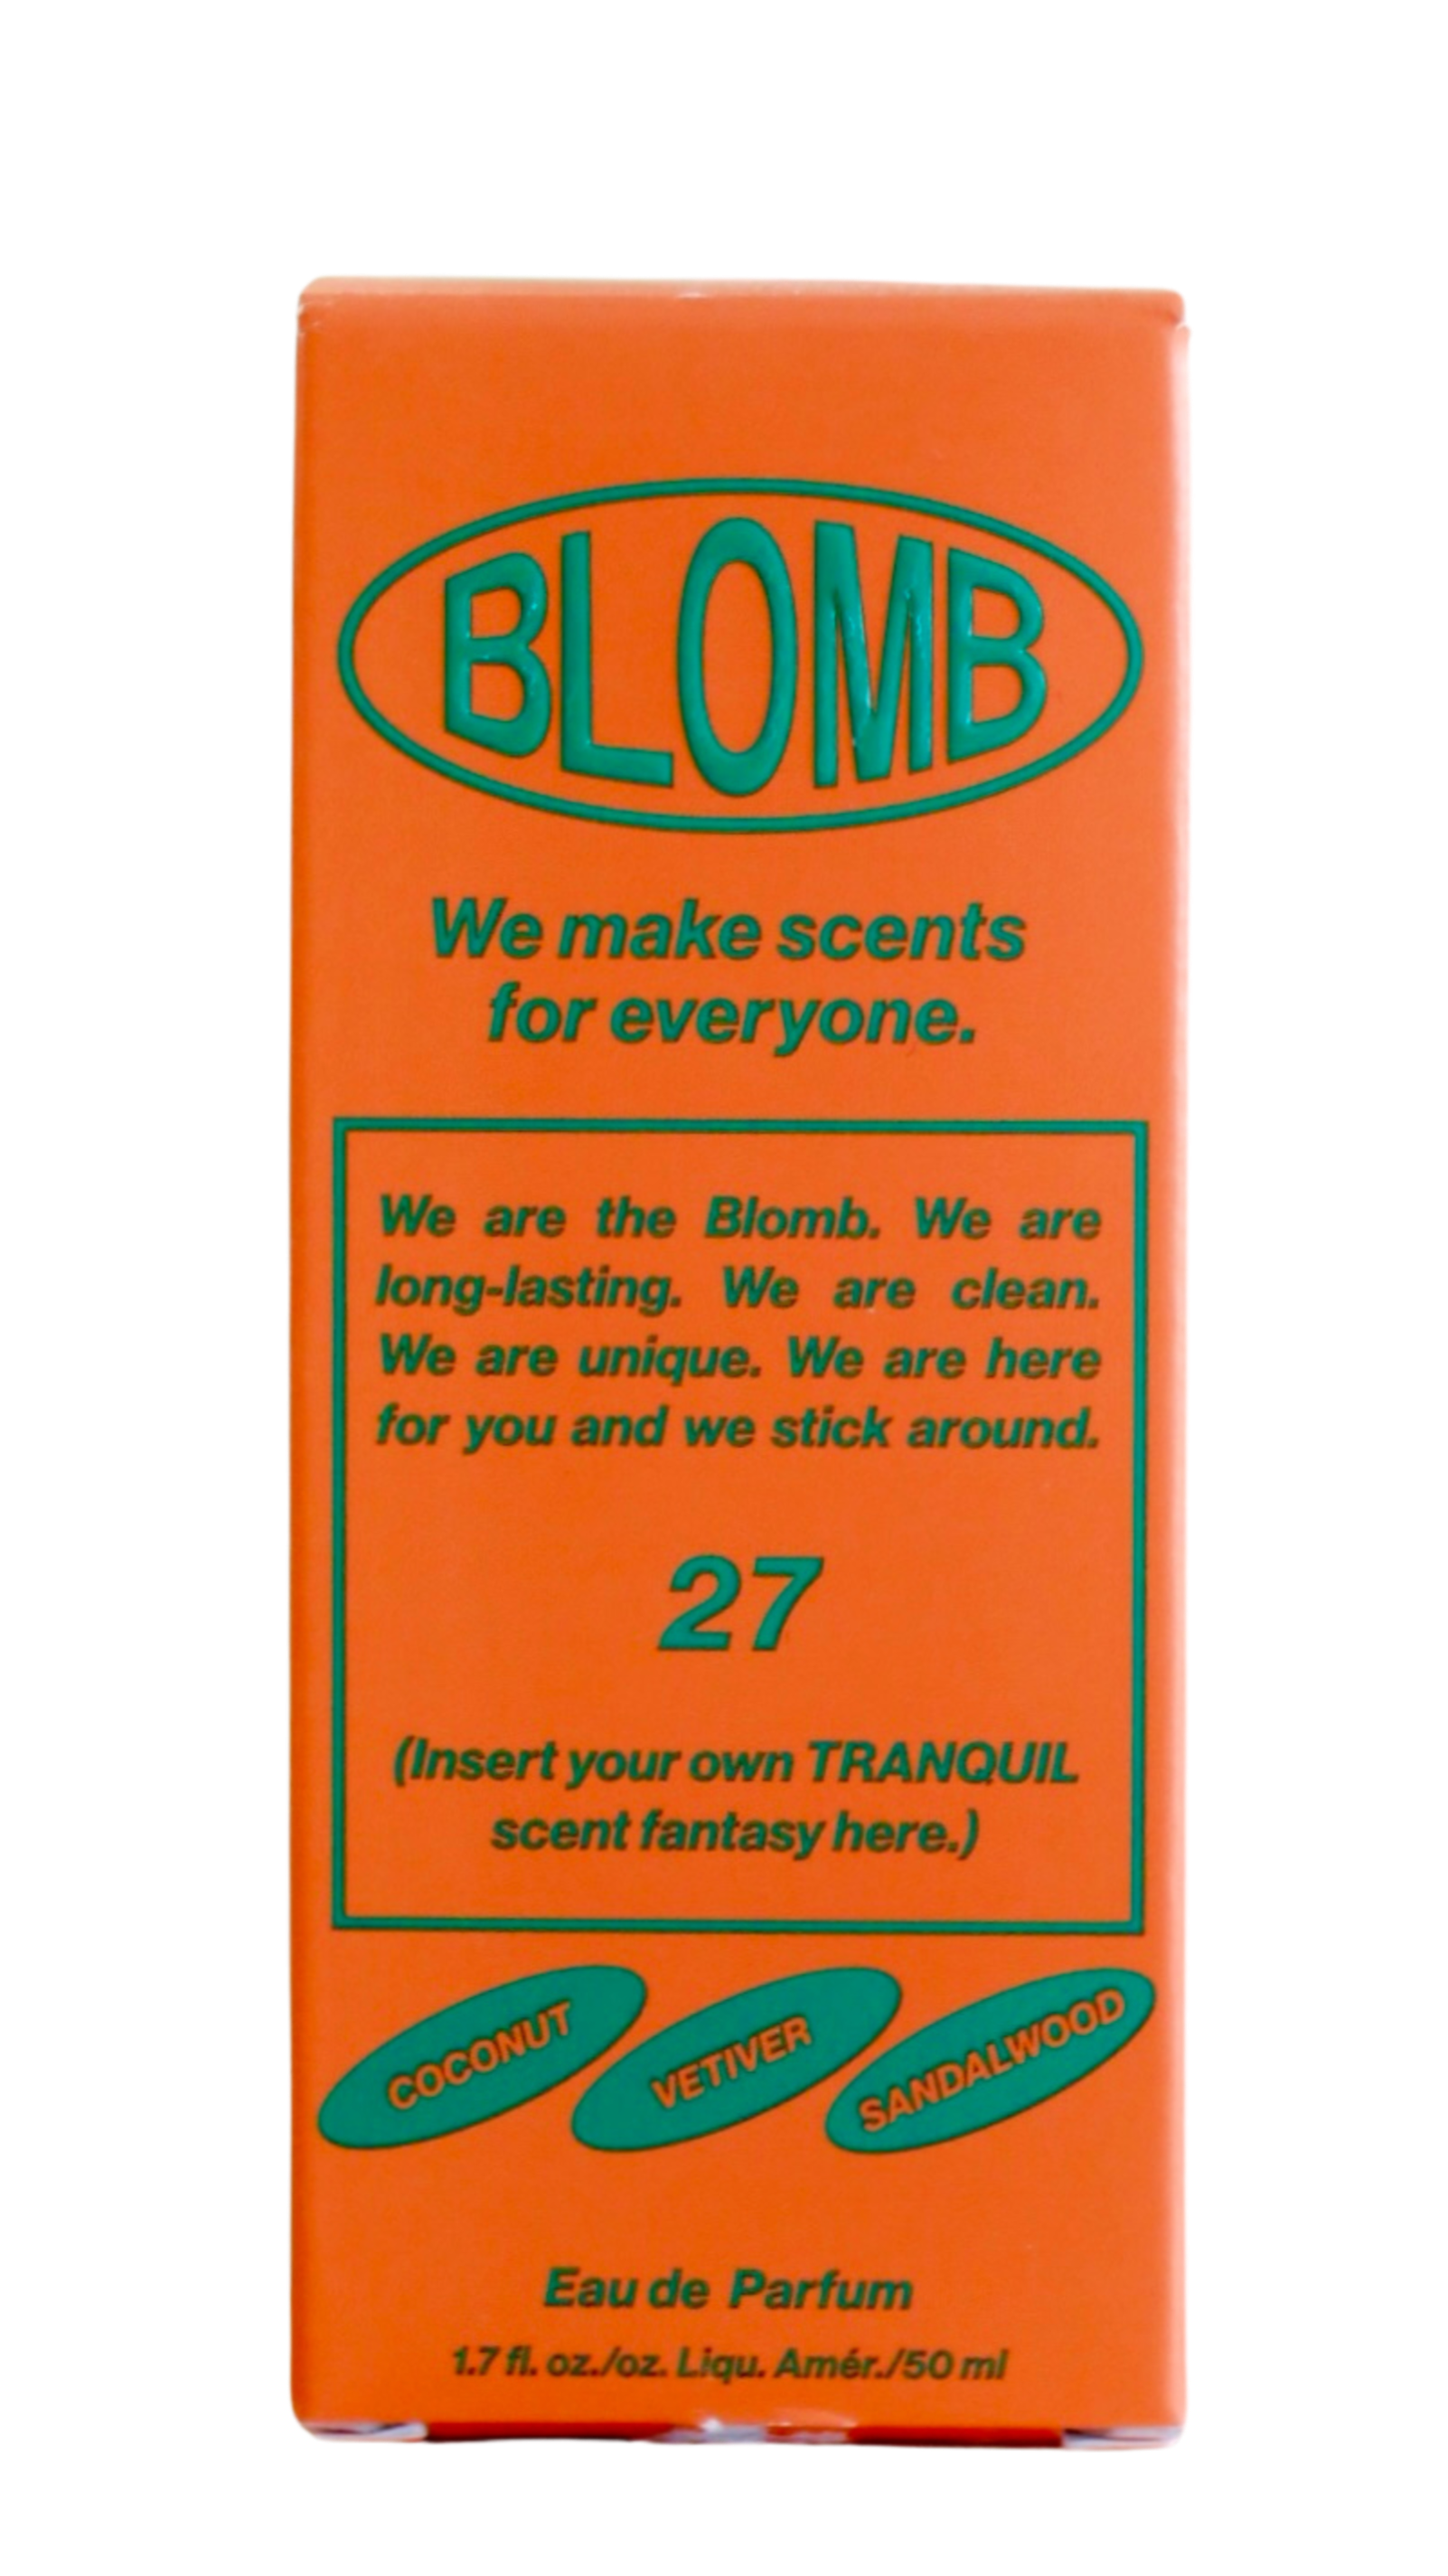 BLOMB
We make scents
for everyone.
We are the Blomb. We are
long-lasting. We are clean.
We are unique. We are here
for you and we stick around.
27
(Insert your own TRANQUIL
scent fantasy here.)
COCONUT VETIVER SANDALWOOD
Eau de Parfum
1.7 fl. oz./oz. Liqu. Amér./50 ml